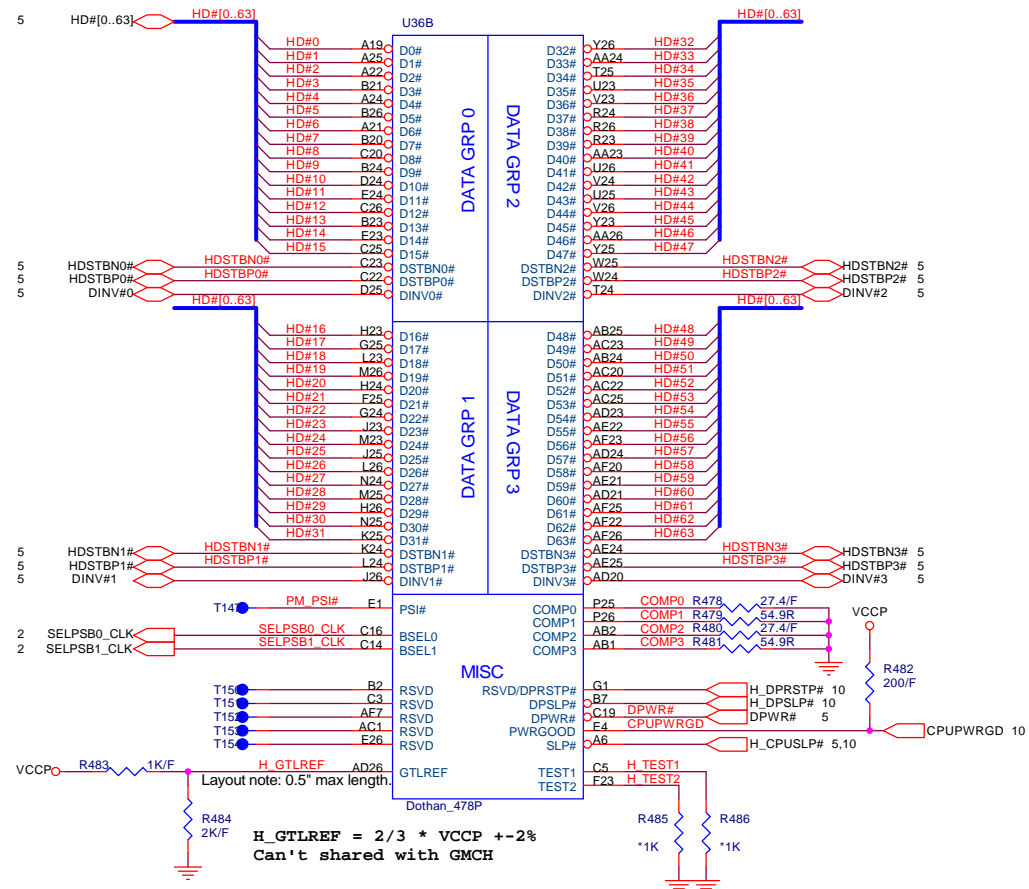 5 HD#[0..63] HD#[0..63] U36B HD#[0..63]
HD#0 A19 D0# D32# Y26 HD#32
HD#1 A25 D1# D33# AA24 HD#33
HD#2 A22 D2# D34# T25 HD#34
HD#3 B21 D3# D35# U23 HD#35
HD#4 A24 D4# D36# V23 HD#36
HD#5 B26 D5# D37# R24 HD#37
HD#6 A21 D6# D38# R26 HD#38
HD#7 B20 D7# D39# R23 HD#39
HD#8 C20 D8# D40# AA23 HD#40
HD#9 B24 D9# D41# U26 HD#41
HD#10 D24 D10# D42# V24 HD#42
HD#11 E24 D11# D43# U25 HD#43
HD#12 C26 D12# D44# V26 HD#44
HD#13 B23 D13# D45# Y23 HD#45
HD#14 E23 D14# D46# AA26 HD#46
HD#15 C25 D15# D47# Y25 HD#47
DATA GRP 0 DATA GRP 2
5 HDSTBN0# HDSTBN0# C23 DSTBN0# DSTBN2# W25 HDSTBN2# HDSTBN2# 5
5 HDSTBP0# HDSTBP0# C22 DSTBP0# DSTBP2# W24 HDSTBP2# HDSTBP2# 5
5 DINV#0 D25 DINV0# DINV2# T24 DINV#2 5
HD#[0..63] HD#[0..63]
HD#16 H23 D16# D48# AB25 HD#48
HD#17 G25 D17# D49# AC23 HD#49
HD#18 L23 D18# D50# AB24 HD#50
HD#19 M26 D19# D51# AC20 HD#51
HD#20 H24 D20# D52# AC22 HD#52
HD#21 F25 D21# D53# AC25 HD#53
HD#22 G24 D22# D54# AD23 HD#54
HD#23 J23 D23# D55# AE22 HD#55
HD#24 M23 D24# D56# AF23 HD#56
HD#25 J25 D25# D57# AD24 HD#57
HD#26 L26 D26# D58# AF20 HD#58
HD#27 N24 D27# D59# AE21 HD#59
HD#28 M25 D28# D60# AD21 HD#60
HD#29 H26 D29# D61# AF25 HD#61
HD#30 N25 D30# D62# AF22 HD#62
HD#31 K25 D31# D63# AF26 HD#63
DATA GRP 1 DATA GRP 3
5 HDSTBN1# HDSTBN1# K24 DSTBN1# DSTBN3# AE24 HDSTBN3# HDSTBN3# 5
5 HDSTBP1# HDSTBP1# L24 DSTBP1# DSTBP3# AE25 HDSTBP3# HDSTBP3# 5
5 DINV#1 J26 DINV1# DINV3# AD20 DINV#3 5
T147 PM_PSI# E1 PSI# COMP0 P25 COMP0 R478 27.4/F
COMP1 P26 COMP1 R479 54.9R VCCP
2 SELPSB0_CLK SELPSB0_CLK C16 BSEL0 COMP2 AB2 COMP2 R480 27.4/F
2 SELPSB1_CLK SELPSB1_CLK C14 BSEL1 COMP3 AB1 COMP3 R481 54.9R
MISC
R482
200/F
T150 B2 RSVD RSVD/DPRSTP# G1 H_DPRSTP# 10
T151 C3 RSVD DPSLP# B7 H_DPSLP# 10
T152 AF7 RSVD DPWR# C19 DPWR# DPWR# 5
T153 AC1 RSVD PWRGOOD E4 CPUPWRGD CPUPWRGD 10
T154 E26 RSVD SLP# A6 H_CPUSLP# 5,10
VCCP R483 1K/F H_GTLREF AD26 GTLREF TEST1 C5 H_TEST1
Layout note: 0.5" max length. TEST2 F23 H_TEST2
Dothan_478P
R484
2K/F
R485 R486
*1K *1K
H_GTLREF = 2/3 * VCCP +-2%
Can't shared with GMCH